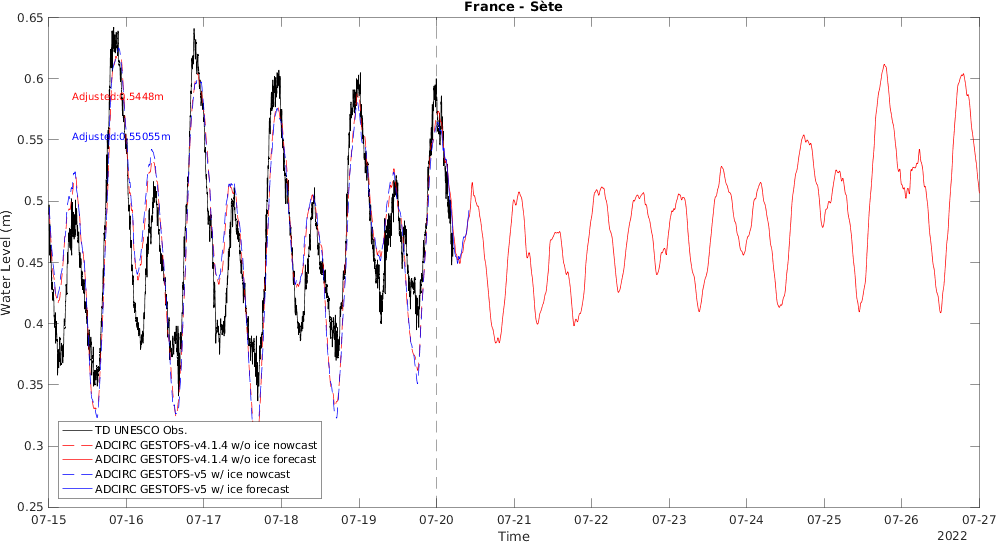 France - Sète
Water Level (m)
0.65
0.6
0.55
0.5
0.45
0.4
0.35
0.3
0.25
Adjusted:0.5448m
Adjusted:0.55055m
TD UNESCO Obs.
ADCIRC GESTOFS-v4.1.4 w/o ice nowcast
ADCIRC GESTOFS-v4.1.4 w/o ice forecast
ADCIRC GESTOFS-v5 w/ ice nowcast
ADCIRC GESTOFS-v5 w/ ice forecast
07-15 07-16 07-17 07-18 07-19 07-20 07-21 07-22 07-23 07-24 07-25 07-26 07-27
Time
2022